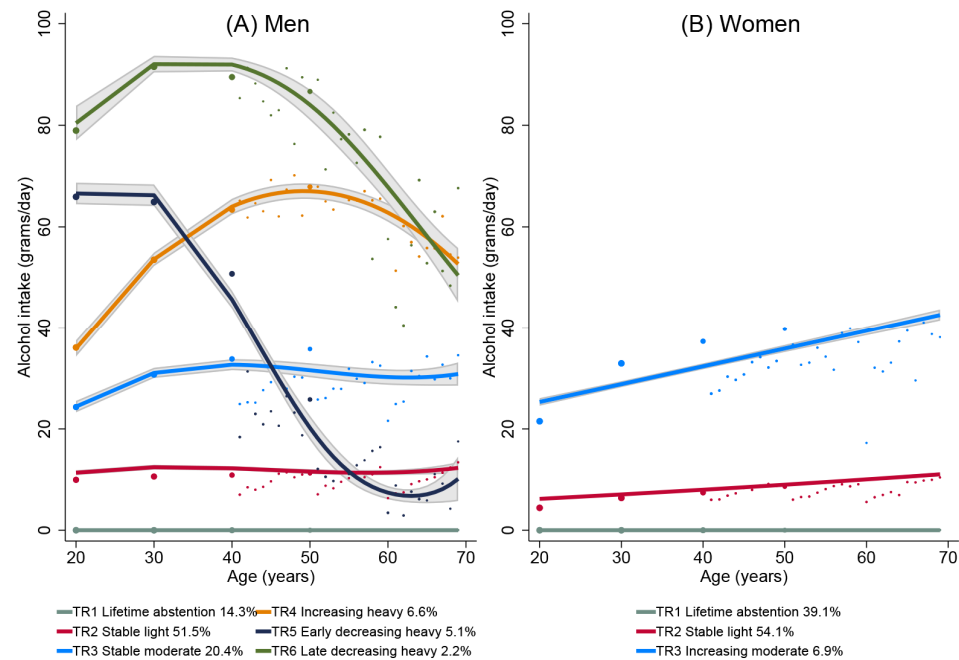 (A) Men
(B) Women
Alcohol intake (grams/day)
100
80
60
40
20
0
20 30 40 50 60 70
Age (years)
Alcohol intake (grams/day)
100
80
60
40
20
0
20 30 40 50 60 70
Age (years)
TR1 Lifetime abstention 14.3%
TR4 Increasing heavy 6.6%
TR2 Stable light 51.5%
TR5 Early decreasing heavy 5.1%
TR3 Stable moderate 20.4%
TR6 Late decreasing heavy 2.2%
TR1 Lifetime abstention 39.1%
TR2 Stable light 54.1%
TR3 Increasing moderate 6.9%